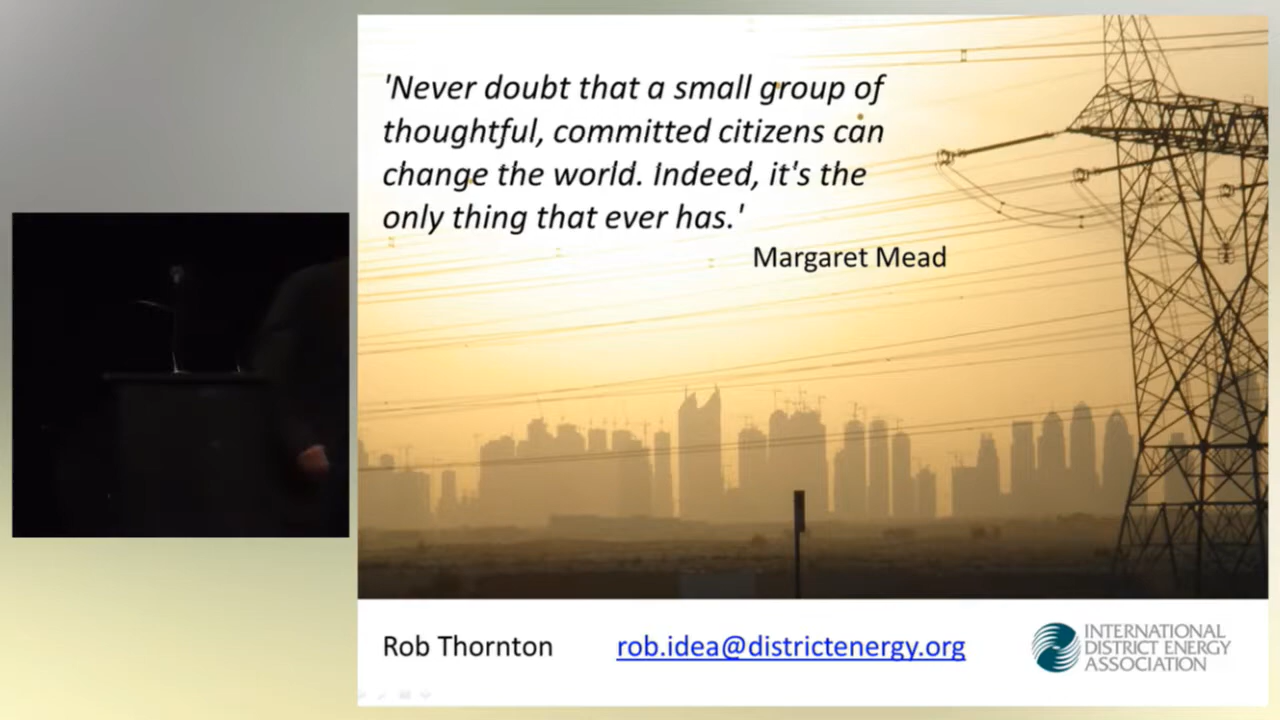 'Never doubt that a small group of
thoughtful, committed citizens can
change the world. Indeed, it's the
only thing that ever has.'
Margaret Mead
Rob Thornton rob.idea@districtenergy.org
INTERNATIONAL
DISTRICT ENERGY
ASSOCIATION